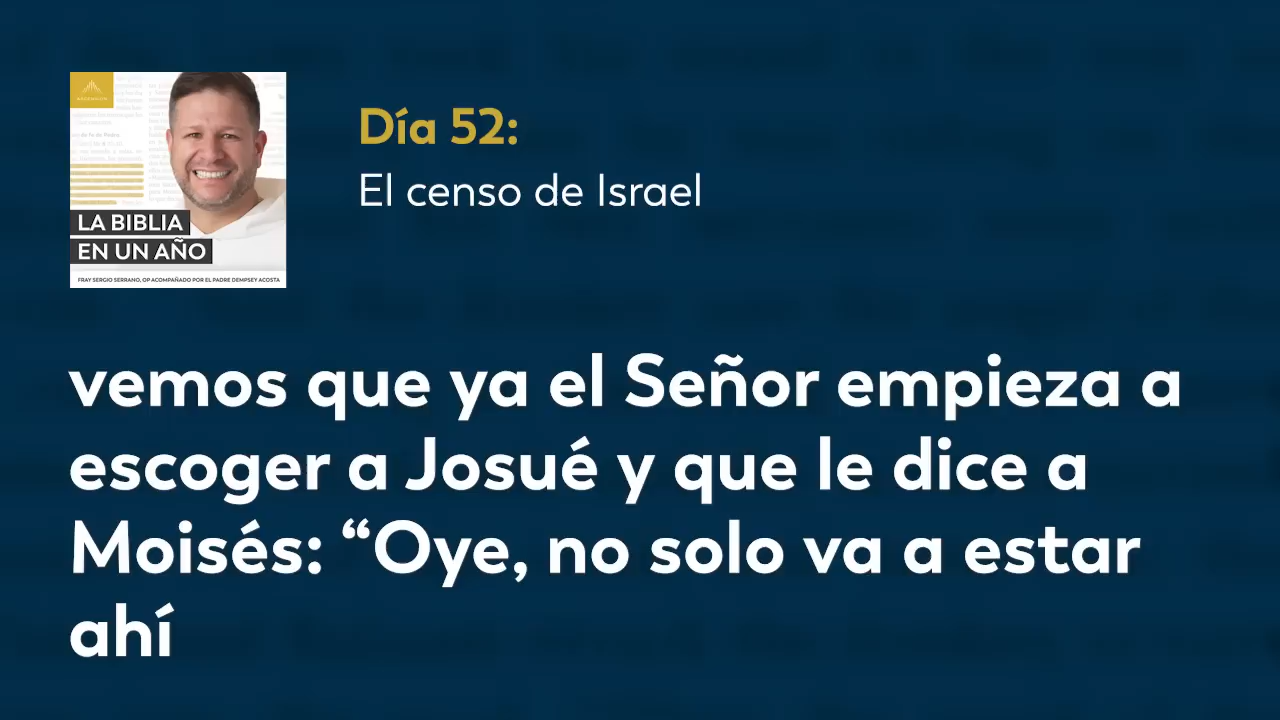 ASCENSION
Día 52:
El censo de Israel
LA BIBLIA
EN UN AÑO
FRAY SERGIO SERRANO, OP ACOMPAÑADO POR EL PADRE DEMPSEY ACOSTA
vemos que ya el Señor empieza a
escoger a Josué y que le dice a
Moisés: “Oye, no solo va a estar
ahí